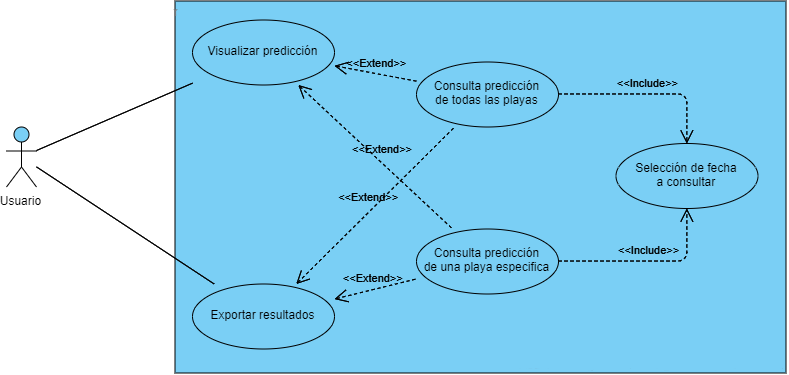 Visualizar predicción
<<Extend>>
Consulta predicción
de todas las playas
<<Include>>
<<Extend>>
Selección de fecha
a consultar
Usuario
<<Extend>>
Consulta predicción
de una playa especifica
<<Include>>
<<Extend>>
Exportar resultados